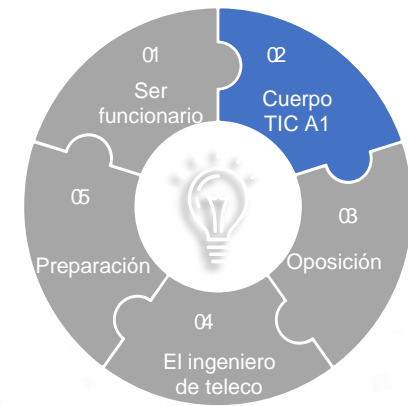 01
Ser
funcionario
02
Cuerpo
TIC A1
03
Oposición
04
El ingeniero
de teleco
05
Preparación